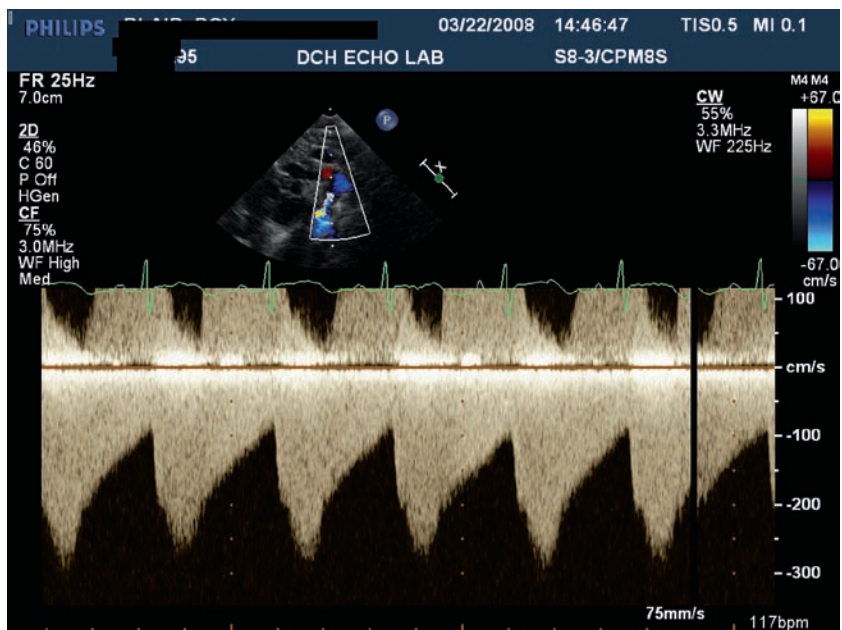 PHILIPS 03/22/2008 14:46:47 TIS0.5 MI 0.1
95 DCH ECHO LAB S8-3/CPM8S
FR 25Hz
7.0cm
2D
46%
C 60
P Off
HGen
CF
75%
3.0MHz
WF High
Med
P
x
CW
55%
3.3MHz
WF 225Hz
M4 M4
+67.0
-67.0
cm/s
100
cm/s
-100
-200
-300
75mm/s
117bpm